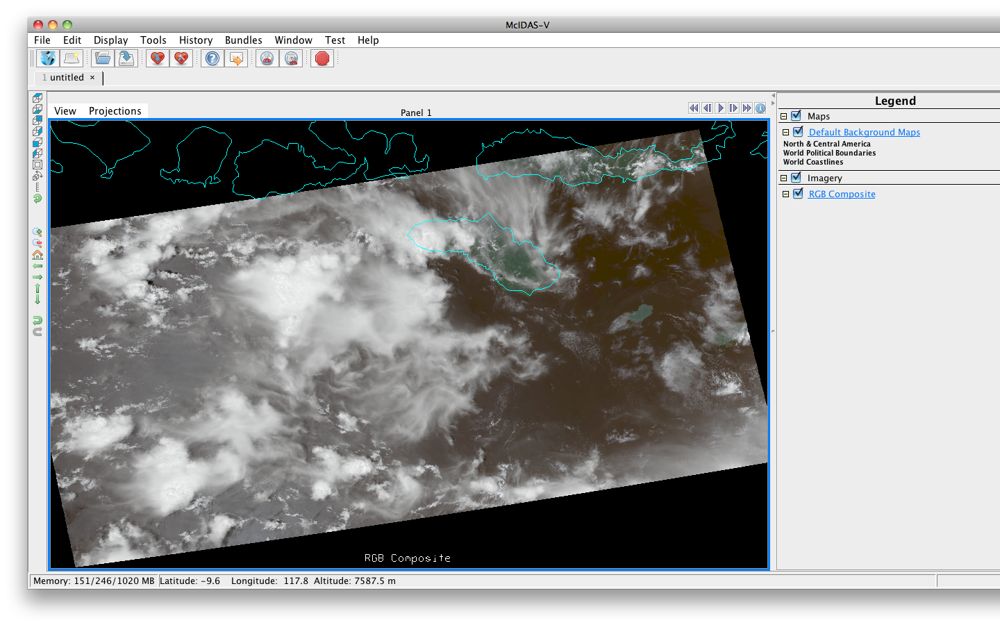 McIDAS-V
File Edit Display Tools History Bundles Window Test Help
1 untitled ×
View Projections
Panel 1
Legend
Maps
Default Background Maps
North & Central America
World Political Boundaries
World Coastlines
Imagery
RGB Composite
RGB Composite
Memory: 151/246/1020 MB Latitude: -9.6 Longitude: 117.8 Altitude: 7587.5 m